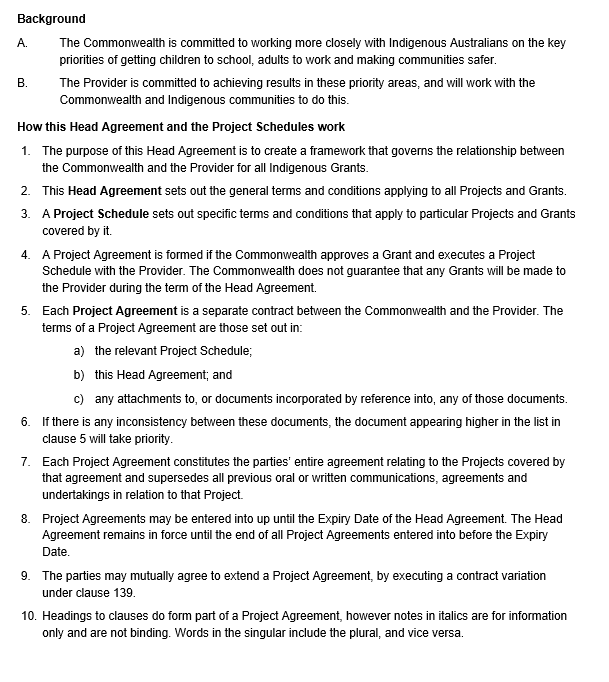 Background
A. The Commonwealth is committed to working more closely with Indigenous Australians on the key
priorities of getting children to school, adults to work and making communities safer.
B. The Provider is committed to achieving results in these priority areas, and will work with the
Commonwealth and Indigenous communities to do this.
How this Head Agreement and the Project Schedules work
1. The purpose of this Head Agreement is to create a framework that governs the relationship between
the Commonwealth and the Provider for all Indigenous Grants.
2. This Head Agreement sets out the general terms and conditions applying to all Projects and Grants.
3. A Project Schedule sets out specific terms and conditions that apply to particular Projects and Grants
covered by it.
4. A Project Agreement is formed if the Commonwealth approves a Grant and executes a Project
Schedule with the Provider. The Commonwealth does not guarantee that any Grants will be made to
the Provider during the term of the Head Agreement.
5. Each Project Agreement is a separate contract between the Commonwealth and the Provider. The
terms of a Project Agreement are those set out in:
a) the relevant Project Schedule;
b) this Head Agreement; and
c) any attachments to, or documents incorporated by reference into, any of those documents.
6. If there is any inconsistency between these documents, the document appearing higher in the list in
clause 5 will take priority.
7. Each Project Agreement constitutes the parties' entire agreement relating to the Projects covered by
that agreement and supersedes all previous oral or written communications, agreements and
undertakings in relation to that Project.
8. Project Agreements may be entered into up until the Expiry Date of the Head Agreement. The Head
Agreement remains in force until the end of all Project Agreements entered into before the Expiry
Date.
9. The parties may mutually agree to extend a Project Agreement, by executing a contract variation
under clause 139.
10. Headings to clauses do form part of a Project Agreement, however notes in italics are for information
only and are not binding. Words in the singular include the plural, and vice versa.